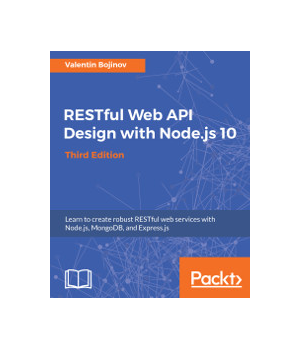 Valentin Bojinov
RESTful Web API
Design with Node.js 10
Third Edition
Learn to create robust RESTful web services with
Node.js, MongoDB, and Express.js
Packt>